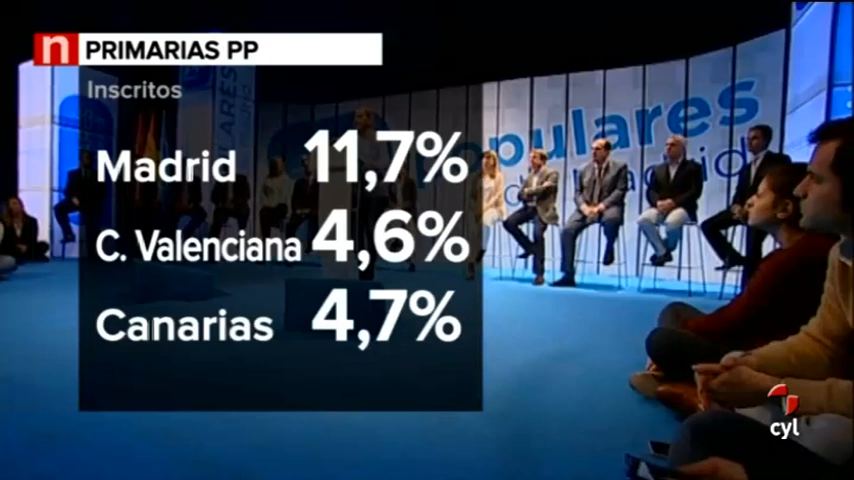 n PRIMARIAS PP
Inscritos
Madrid 11,7%
C. Valenciana 4,6%
Canarias 4,7%
populares
cyl